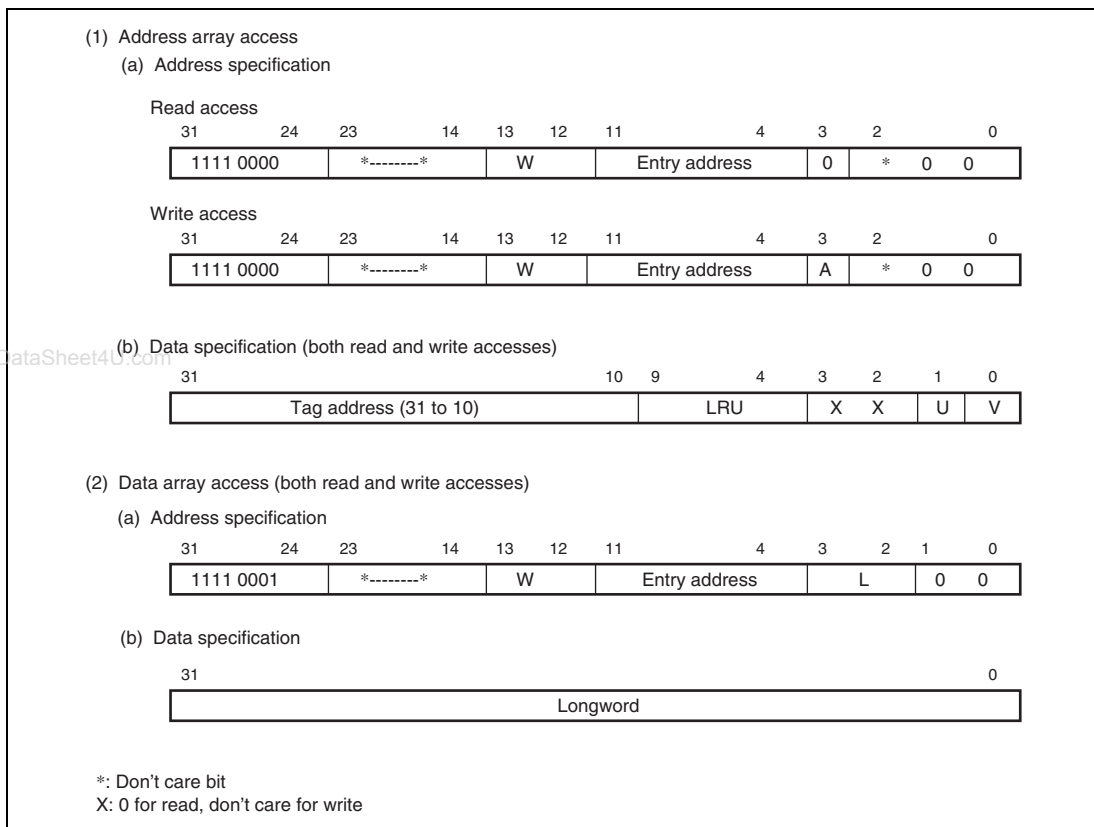 (1) Address array access
(a) Address specification
Read access
31 24 23 14 13 12 11 4 3 2 0
1111 0000 *--------* W Entry address 0 * 0 0
Write access
31 24 23 14 13 12 11 4 3 2 0
1111 0000 *--------* W Entry address A * 0 0
(b) Data specification (both read and write accesses)
DataSheet4U.com
31 10 9 4 3 2 1 0
Tag address (31 to 10) LRU X X U V
(2) Data array access (both read and write accesses)
(a) Address specification
31 24 23 14 13 12 11 4 3 2 1 0
1111 0001 *--------* W Entry address L 0 0
(b) Data specification
31 0
Longword
*: Don't care bit
X: 0 for read, don't care for write